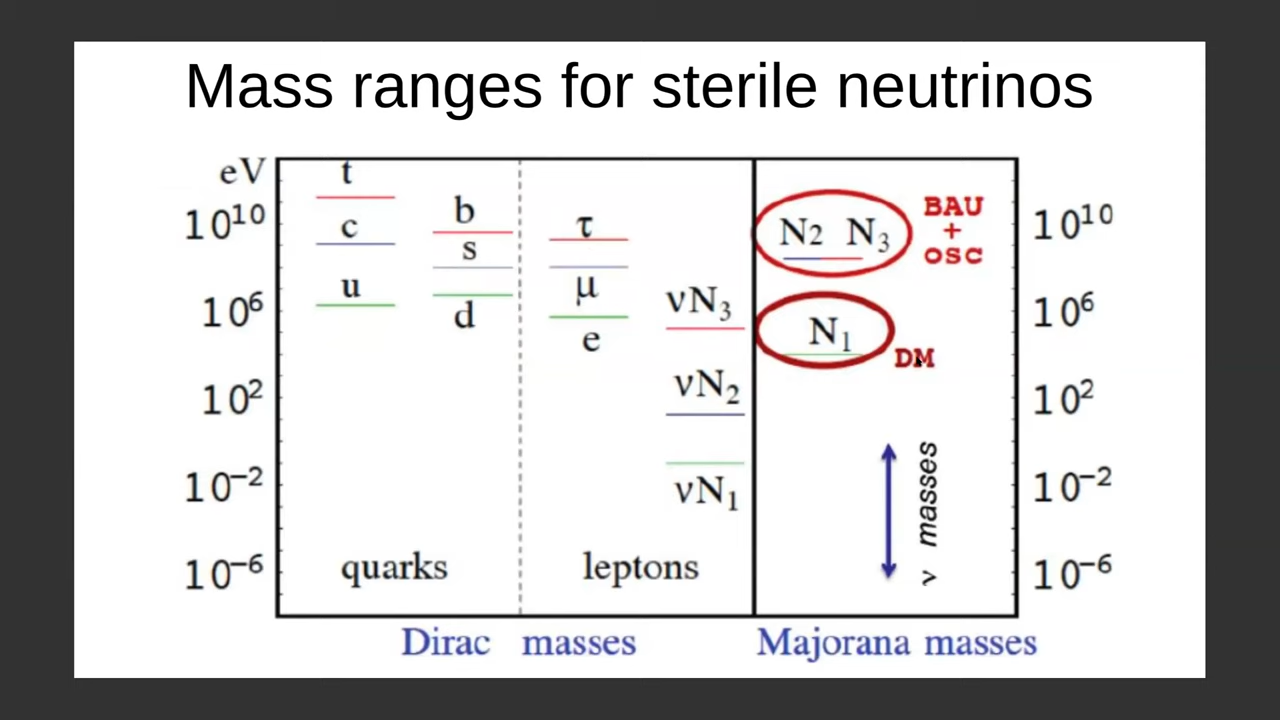 Mass ranges for sterile neutrinos
eV
10¹⁰
10⁶
10²
10⁻²
10⁻⁶
t
c
u
b
s
d
τ
μ
e
νN₃
νN₂
νN₁
quarks
leptons
N₂ N₃
BAU
+
OSC
N₁
DM
ν masses
10¹⁰
10⁶
10²
10⁻²
10⁻⁶
Dirac masses
Majorana masses